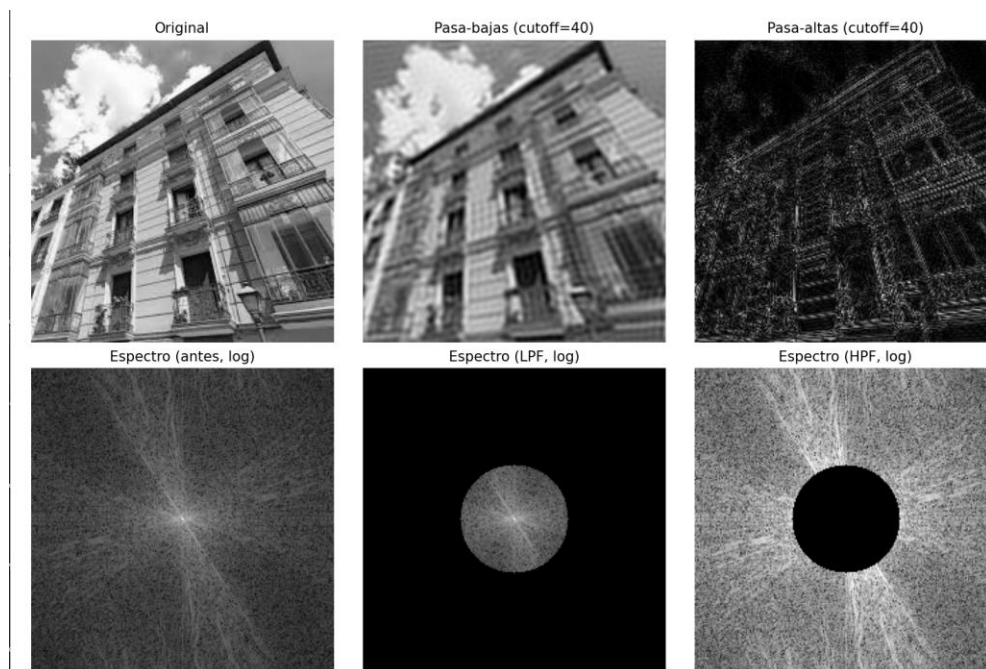 Original
Pasa-bajas (cutoff=40)
Pasa-altas (cutoff=40)
Espectro (antes, log)
Espectro (LPF, log)
Espectro (HPF, log)